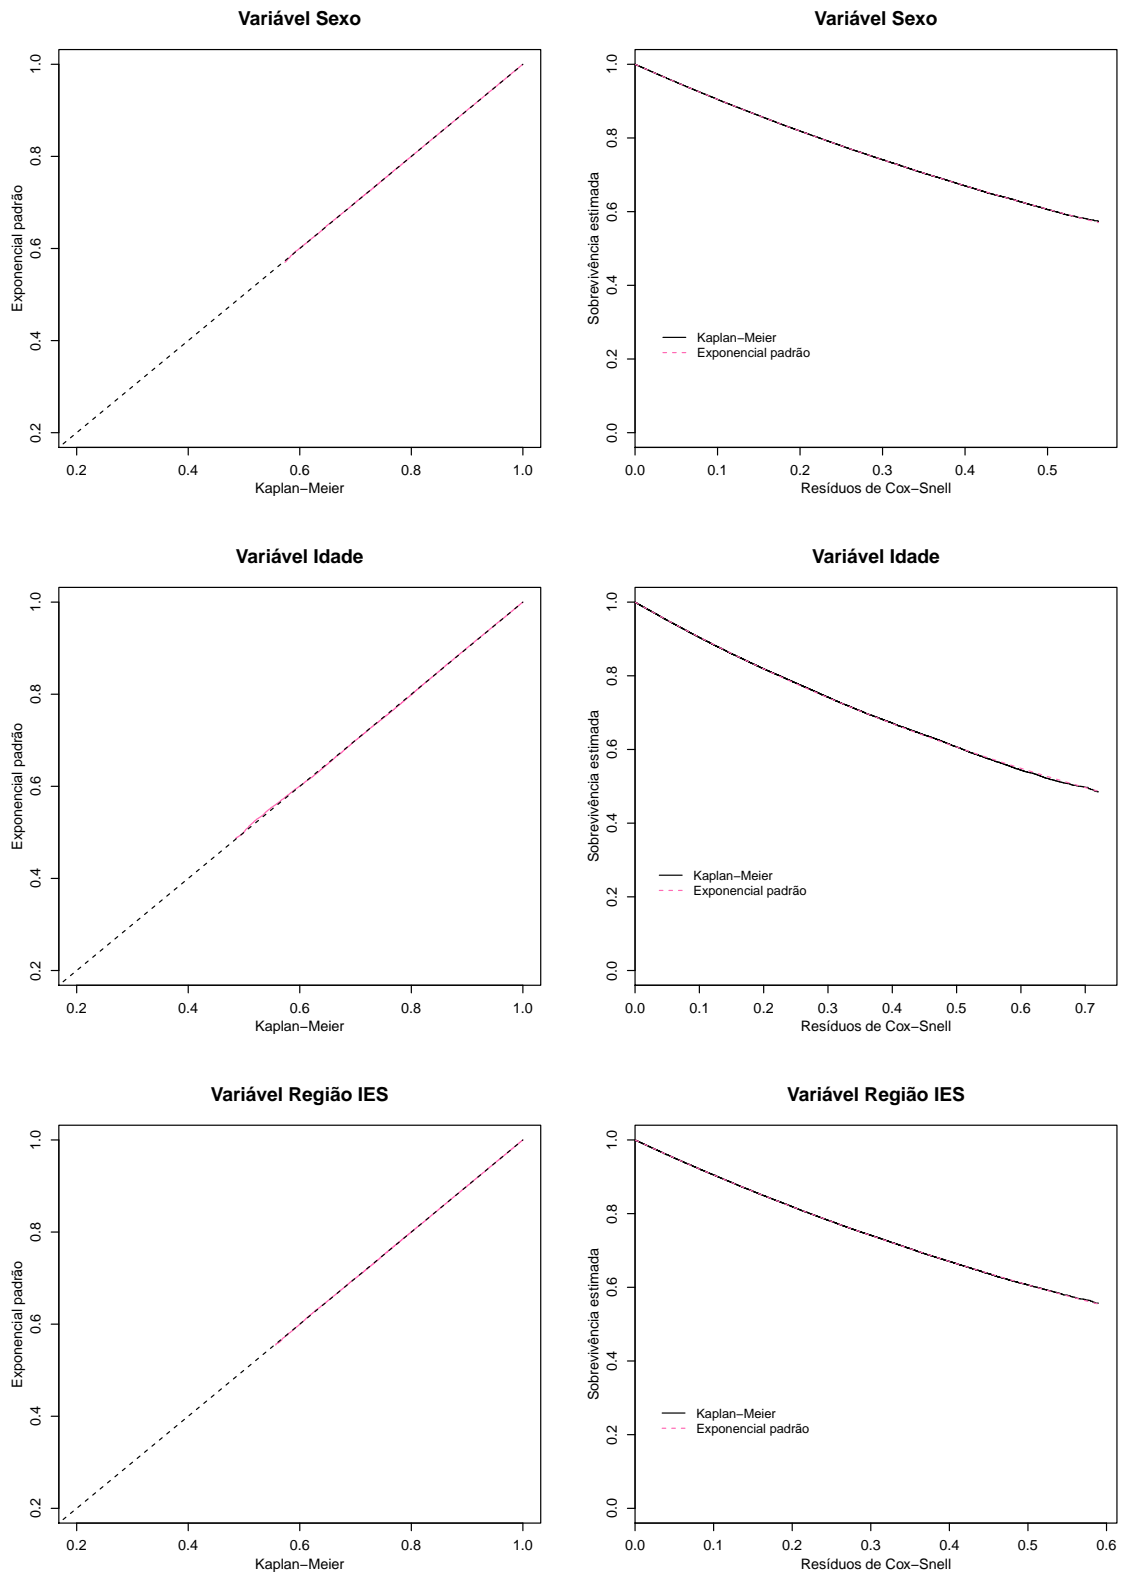 Variável Sexo
1.0
0.8
0.6
0.4
0.2
Exponencial padrão
0.2 0.4 0.6 0.8 1.0
Kaplan−Meier
Variável Sexo
1.0
0.8
0.6
0.4
0.2
0.0
Sobrevivência estimada
Kaplan−Meier
Exponencial padrão
0.0 0.1 0.2 0.3 0.4 0.5
Resíduos de Cox−Snell
Variável Idade
1.0
0.8
0.6
0.4
0.2
Exponencial padrão
0.2 0.4 0.6 0.8 1.0
Kaplan−Meier
Variável Idade
1.0
0.8
0.6
0.4
0.2
0.0
Sobrevivência estimada
Kaplan−Meier
Exponencial padrão
0.0 0.1 0.2 0.3 0.4 0.5 0.6 0.7
Resíduos de Cox−Snell
Variável Região IES
1.0
0.8
0.6
0.4
0.2
Exponencial padrão
0.2 0.4 0.6 0.8 1.0
Kaplan−Meier
Variável Região IES
1.0
0.8
0.6
0.4
0.2
0.0
Sobrevivência estimada
Kaplan−Meier
Exponencial padrão
0.0 0.1 0.2 0.3 0.4 0.5 0.6
Resíduos de Cox−Snell